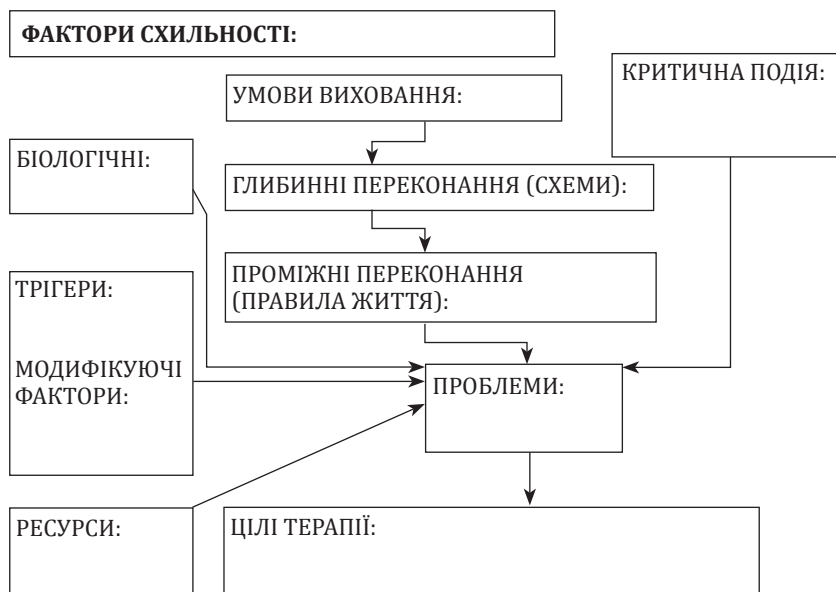 ФАКТОРИ СХИЛЬНОСТІ:
КРИТИЧНА ПОДІЯ:
УМОВИ ВИХОВАННЯ:
БІОЛОГІЧНІ:
ГЛИБИННІ ПЕРЕКОНАННЯ (СХЕМИ):
ПРОМІЖНІ ПЕРЕКОНАННЯ
(ПРАВИЛА ЖИТТЯ):
ТРІГЕРИ:
МОДИФІКУЮЧІ
ФАКТОРИ:
ПРОБЛЕМИ:
РЕСУРСИ:
ЦІЛІ ТЕРАПІЇ: